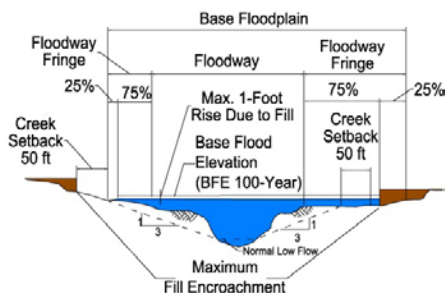 Base Floodplain
Floodway
Fringe
Floodway
Floodway
Fringe
25%
75%
75%
25%
Max. 1-Foot
Rise Due to Fill
Creek
Setback
50 ft
Base Flood
Elevation
(BFE 100-Year)
Creek
Setback
50 ft
1
3
1
3
Normal Low Flow
Maximum
Fill Encroachment